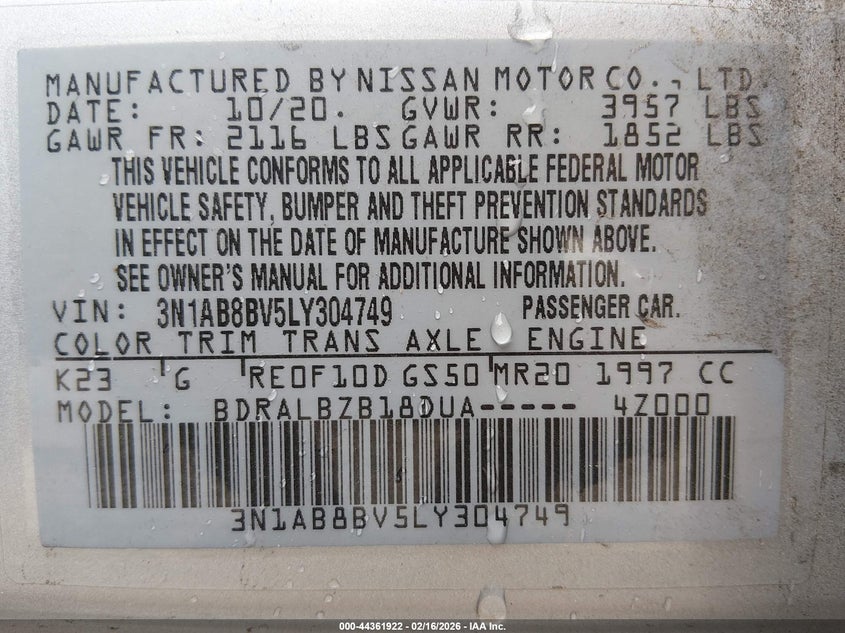 MANUFACTURED BY NISSAN MOTOR CO., LTD.
DATE: 10/20. GVWR: 3957 LBS
GAWR FR: 2116 LBS GAWR RR: 1852 LBS
THIS VEHICLE CONFORMS TO ALL APPLICABLE FEDERAL MOTOR
VEHICLE SAFETY, BUMPER AND THEFT PREVENTION STANDARDS
IN EFFECT ON THE DATE OF MANUFACTURE SHOWN ABOVE.
SEE OWNER'S MANUAL FOR ADDITIONAL INFORMATION.
VIN: 3N1AB8BV5LY304749 PASSENGER CAR.
COLOR TRIM TRANS AXLE ENGINE
K23 G RE0F10D GS50 MR20 1997 CC
MODEL: BDRALBZB18DUA----- 4Z000
3N1AB8BV5LY304749
000-44361922 - 02/16/2026 - IAA Inc.